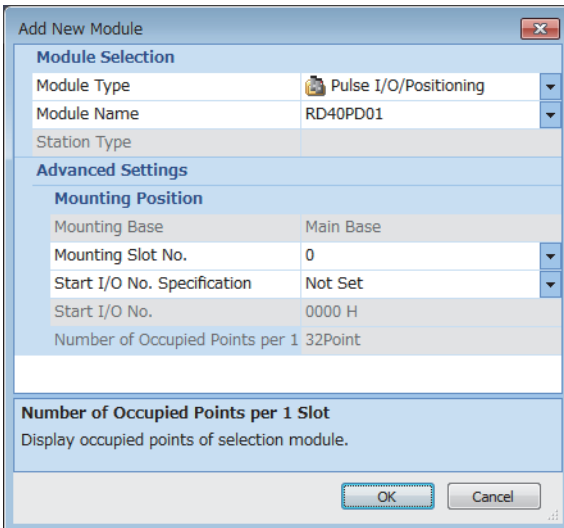 Add New Module
Module Selection
Module Type Pulse I/O/Positioning
Module Name RD40PD01
Station Type
Advanced Settings
Mounting Position
Mounting Base Main Base
Mounting Slot No. 0
Start I/O No. Specification Not Set
Start I/O No. 0000 H
Number of Occupied Points per 1 32Point
Number of Occupied Points per 1 Slot
Display occupied points of selection module.
OK Cancel